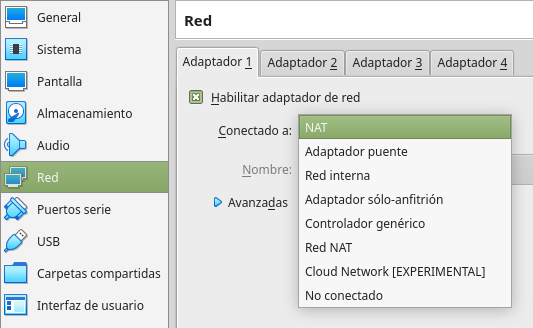 General
Sistema
Pantalla
Almacenamiento
Audio
Red
Puertos serie
USB
Carpetas compartidas
Interfaz de usuario
Red
Adaptador 1
Adaptador 2
Adaptador 3
Adaptador 4
Habilitar adaptador de red
Conectado a:
NAT
Adaptador puente
Red interna
Adaptador sólo-anfitrión
Controlador genérico
Red NAT
Cloud Network [EXPERIMENTAL]
No conectado
Nombre:
Avanzadas